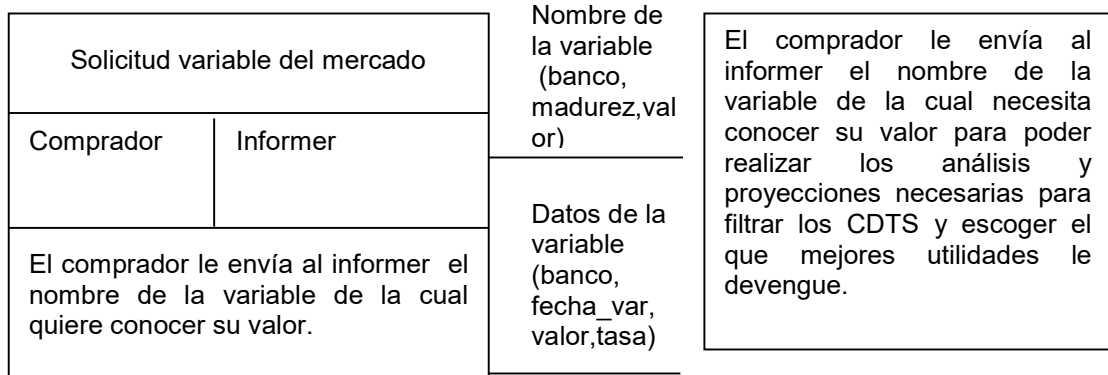 Solicitud variable del mercado
Comprador
Informer
El comprador le envía al informer el
nombre de la variable de la cual
quiere conocer su valor.
Nombre de
la variable
(banco,
madurez,val
or)
Datos de la
variable
(banco,
fecha_var,
valor,tasa)
El comprador le envía al
informer el nombre de la
variable de la cual necesita
conocer su valor para poder
realizar los análisis y
proyecciones necesarias para
filtrar los CDTS y escoger el
que mejores utilidades le
devengue.